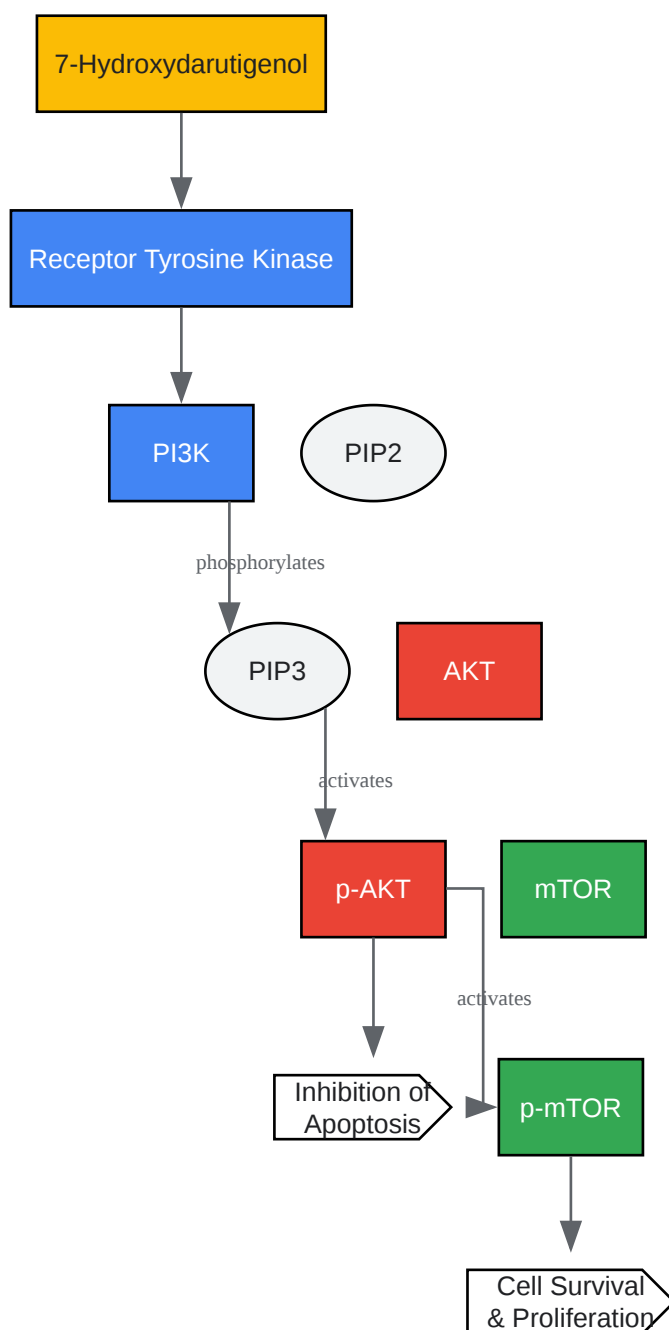 7-Hydroxydarutigenol
Receptor Tyrosine Kinase
PI3K
PIP2
phosphorylates
PIP3
AKT
activates
p-AKT
mTOR
activates
Inhibition of
Apoptosis
p-mTOR
Cell Survival
& Proliferation